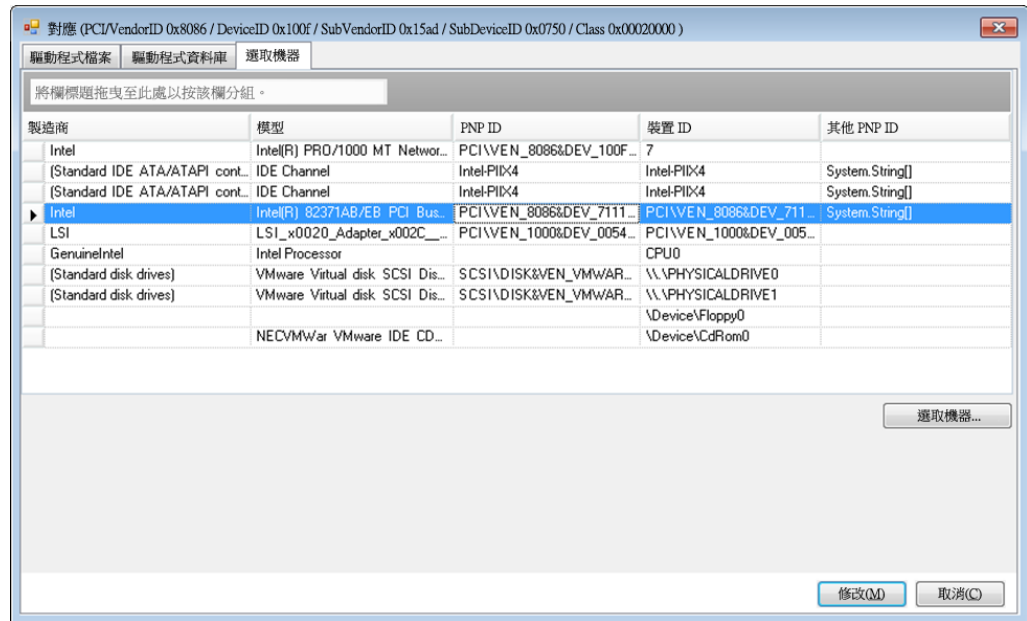 對應 (PCI/VendorID 0x8086 / DeviceID 0x100f / SubVendorID 0x15ad / SubDeviceID 0x0750 / Class 0x00020000 )
驅動程式檔案 驅動程式資料庫 選取機器
將欄標題拖曳至此處以按該欄分組。
製造商 模型 PNP ID 裝置 ID 其他 PNP ID
Intel Intel(R) PRO/1000 MT Networ... PCI\VEN_8086&DEV_100F... 7
(Standard IDE ATA/ATAPI cont... IDE Channel Intel-PIIX4 Intel-PIIX4 System.String[]
(Standard IDE ATA/ATAPI cont... IDE Channel Intel-PIIX4 Intel-PIIX4 System.String[]
Intel Intel(R) 82371AB/EB PCI Bus... PCI\VEN_8086&DEV_7111... PCI\VEN_8086&DEV_711... System.String[]
LSI LSI_x0020_Adapter_x002C__... PCI\VEN_1000&DEV_0054... PCI\VEN_1000&DEV_005...
GenuineIntel Intel Processor CPU0
(Standard disk drives) VMware Virtual disk SCSI Dis... SCSI\DISK&VEN_VMWAR... \\.\PHYSICALDRIVE0
(Standard disk drives) VMware Virtual disk SCSI Dis... SCSI\DISK&VEN_VMWAR... \\.\PHYSICALDRIVE1
\Device\Floppy0
NECVMWar VMware IDE CD... \Device\CdRom0
選取機器...
修改(M) 取消(C)